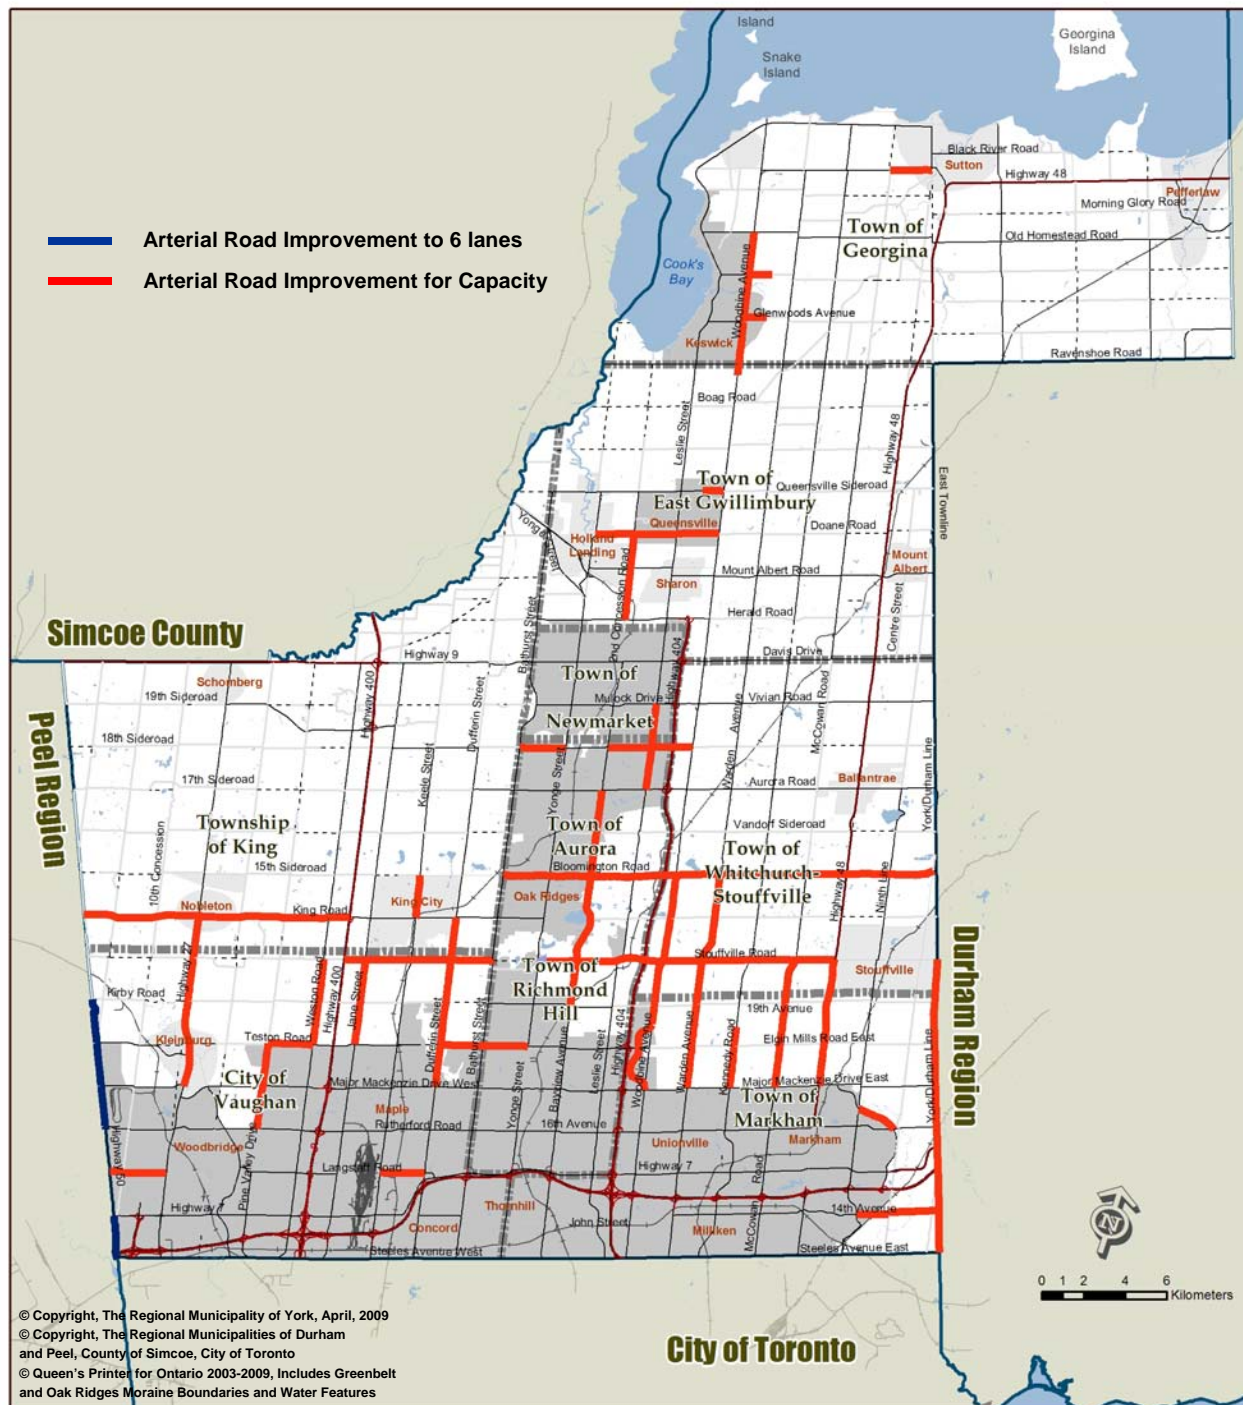 Island
Snake
Island
Georgina
Island
Black River Road
Sutton
Highway 48
Pefferlaw
Morning Glory Road
Town of
Georgina
Old Homestead Road
Arterial Road Improvement to 6 lanes
Arterial Road Improvement for Capacity
Cook's
Bay
Woodbine Avenue
Glenwoods Avenue
Keswick
Ravenshoe Road
Boag Road
Leslie Street
Highway 48
Town of
East Gwillimbury
Queensville Sideroad
East Townline
Queensville
Doane Road
Yonge Street
Holland
Landing
Mount
Albert
Mount Albert Road
Sharon
2nd Concession Road
Bathurst Street
Herald Road
Centre Street
Simcoe County
Highway 9
Davis Drive
Town of
Newmarket
Mulock Drive
Highway 404
Vivian Road
McCowan Road
Schomberg
19th Sideroad
Highway 400
Dufferin Street
Peel Region
18th Sideroad
Keele Street
Yonge Street
Warden Avenue
York/Durham Line
17th Sideroad
Aurora Road
Ballantrae
Township
of King
Town of
Aurora
Vandorf Sideroad
Town of
Whitchurch-
Stouffville
10th Concession
15th Sideroad
Bloomington Road
Highway 48
Ninth Line
Nobleton
King Road
King City
Oak Ridges
Highway 27
Weston Road
Highway 400
Jane Street
Stouffville Road
Stouffville
Town of
Richmond
Hill
Durham Region
Kirby Road
19th Avenue
Kleinburg
Teston Road
Dufferin Street
Bathurst Street
Elgin Mills Road East
Yonge Street
Bayview Avenue
Leslie Street
Highway 404
Woodbine Avenue
Warden Avenue
Kennedy Road
York/Durham Line
City of
Vaughan
Major Mackenzie Drive West
Major Mackenzie Drive East
Town of
Markham
Maple
Rutherford Road
16th Avenue
Woodbridge
Pine Valley Drive
Unionville
Markham
Highway 50
Langstaff Road
Highway 7
McCowan Road
Highway 7
Thornhill
14th Avenue
Concord
John Street
Milliken
Steeles Avenue West
Steeles Avenue East
N
0 1 2 4 6
Kilometers
City of Toronto
© Copyright, The Regional Municipality of York, April, 2009
© Copyright, The Regional Municipalities of Durham
and Peel, County of Simcoe, City of Toronto
© Queen's Printer for Ontario 2003-2009, Includes Greenbelt
and Oak Ridges Moraine Boundaries and Water Features